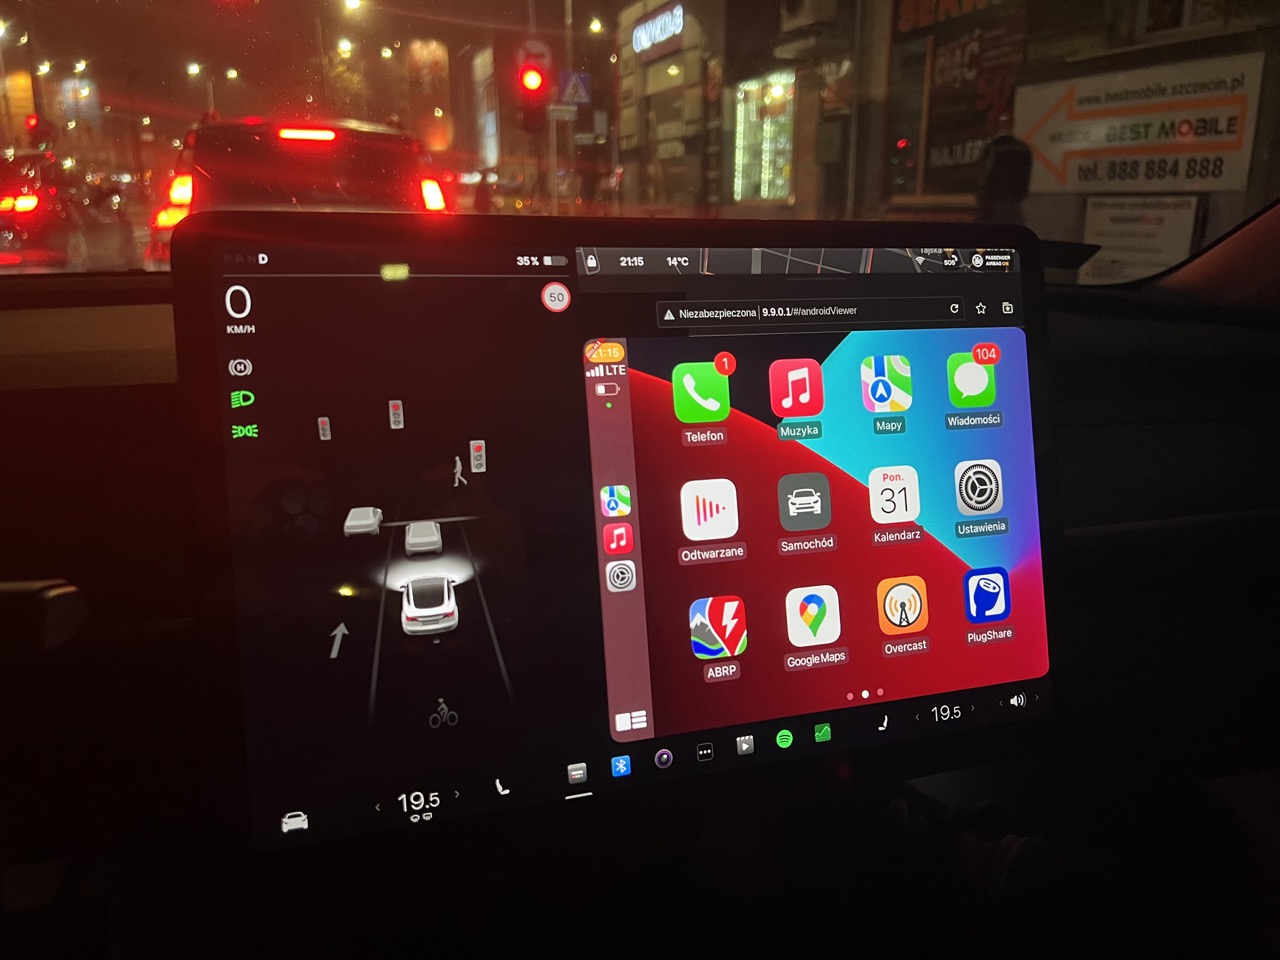 www.bestmobile.szczecin.pl
BEST MOBILE
tel. 888 884 888
PRND
35%
21:15
14°C
SOS
PASSENGER
AIRBAG ON
0
KM/H
50
Niezabezpieczona 9.9.0.1/#/androidViewer
21:15
LTE
1
104
Telefon
Muzyka
Mapy
Wiadomości
Pon.
31
Odtwarzane
Samochód
Kalendarz
Ustawienia
ABRP
Google Maps
Overcast
PlugShare
19.5
19.5